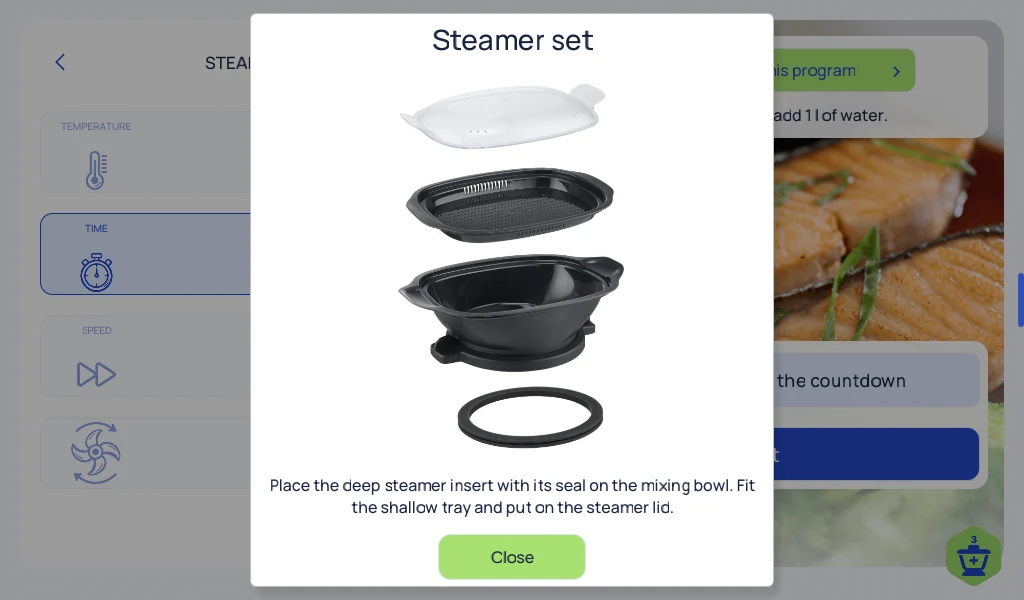 Steamer set
STEA
his program
add 1 l of water.
TEMPERATURE
TIME
SPEED
the countdown
Place the deep steamer insert with its seal on the mixing bowl. Fit
the shallow tray and put on the steamer lid.
Close
3